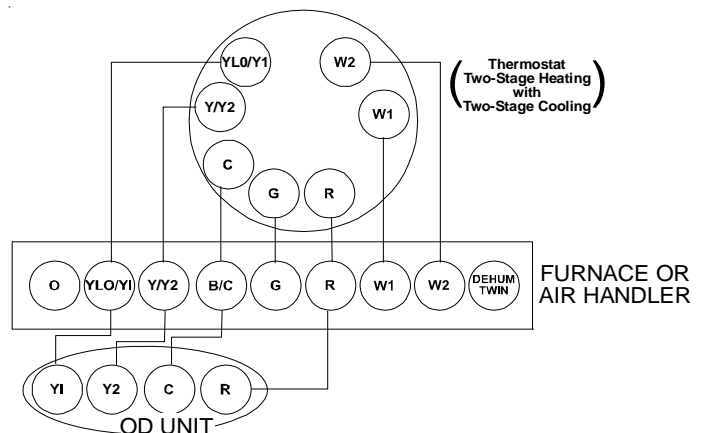 YL0/Y1
W2
Thermostat
Two-Stage Heating
with
Two-Stage Cooling
Y/Y2
W1
C
G
R
O
YLO/YI
Y/Y2
B/C
G
R
W1
W2
DEHUM
TWIN
FURNACE OR
AIR HANDLER
YI
Y2
C
R
OD UNIT